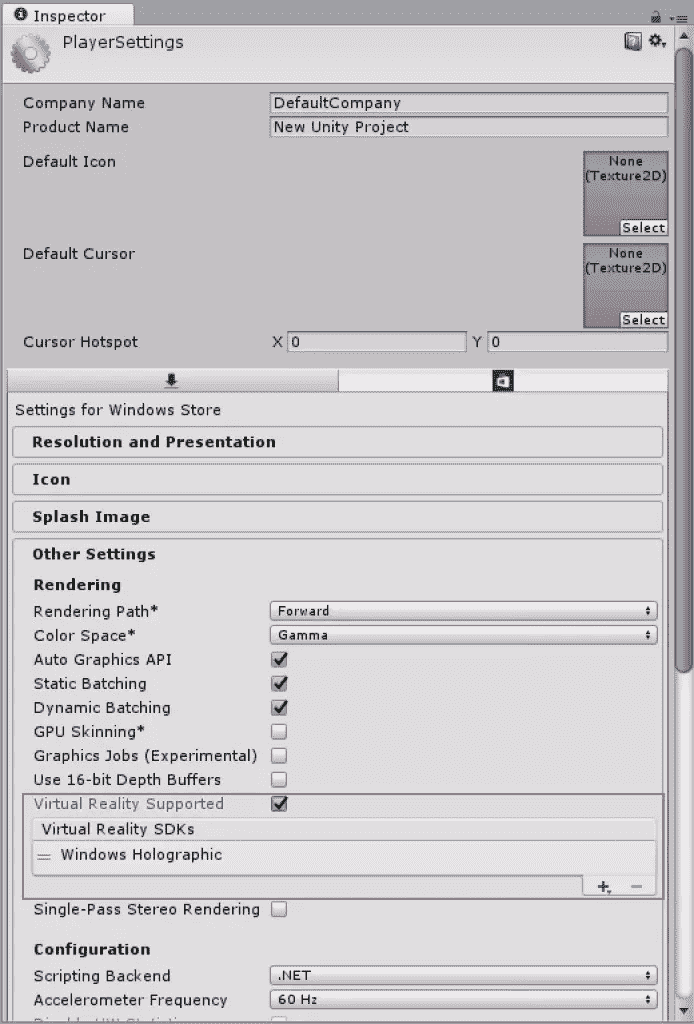 Inspector
PlayerSettings
Company Name DefaultCompany
Product Name New Unity Project
Default Icon None (Texture2D) Select
Default Cursor None (Texture2D) Select
Cursor Hotspot X 0 Y 0
Settings for Windows Store
Resolution and Presentation
Icon
Splash Image
Other Settings
Rendering
Rendering Path* Forward
Color Space* Gamma
Auto Graphics API
Static Batching
Dynamic Batching
GPU Skinning*
Graphics Jobs (Experimental)
Use 16-bit Depth Buffers
Virtual Reality Supported
Virtual Reality SDKs
Windows Holographic
Single-Pass Stereo Rendering
Configuration
Scripting Backend .NET
Accelerometer Frequency 60 Hz